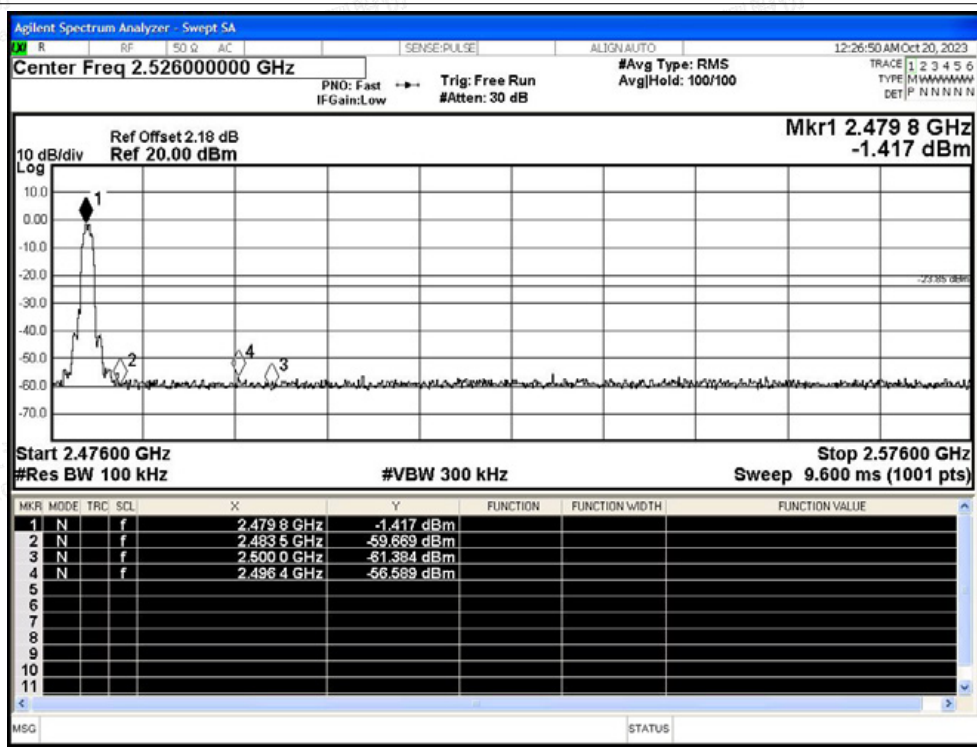 Agilent Spectrum Analyzer - Swept SA
R RF 50 Ω AC SENSE:PULSE ALIGN AUTO 12:26:50 AM Oct 20, 2023
Center Freq 2.526000000 GHz
PNO: Fast
IFGain:Low
Trig: Free Run
#Atten: 30 dB
#Avg Type: RMS
Avg|Hold: 100/100
TRACE 1 2 3 4 5 6
TYPE M WWWWW
DET P N N N N N
Mkr1 2.479 8 GHz
-1.417 dBm
Ref Offset 2.18 dB
10 dB/div Ref 20.00 dBm
Log
10.0
0.00
-10.0
-20.0
-30.0
-40.0
-50.0
-60.0
-70.0
1
2
4
3
-23.85 dBm
Start 2.47600 GHz Stop 2.57600 GHz
#Res BW 100 kHz #VBW 300 kHz Sweep 9.600 ms (1001 pts)
MKR MODE TRC SCL X Y FUNCTION FUNCTION WIDTH FUNCTION VALUE
1 N f 2.479 8 GHz -1.417 dBm
2 N f 2.483 5 GHz -59.669 dBm
3 N f 2.500 0 GHz -61.384 dBm
4 N f 2.496 4 GHz -56.589 dBm
5
6
7
8
9
10
11
MSG STATUS